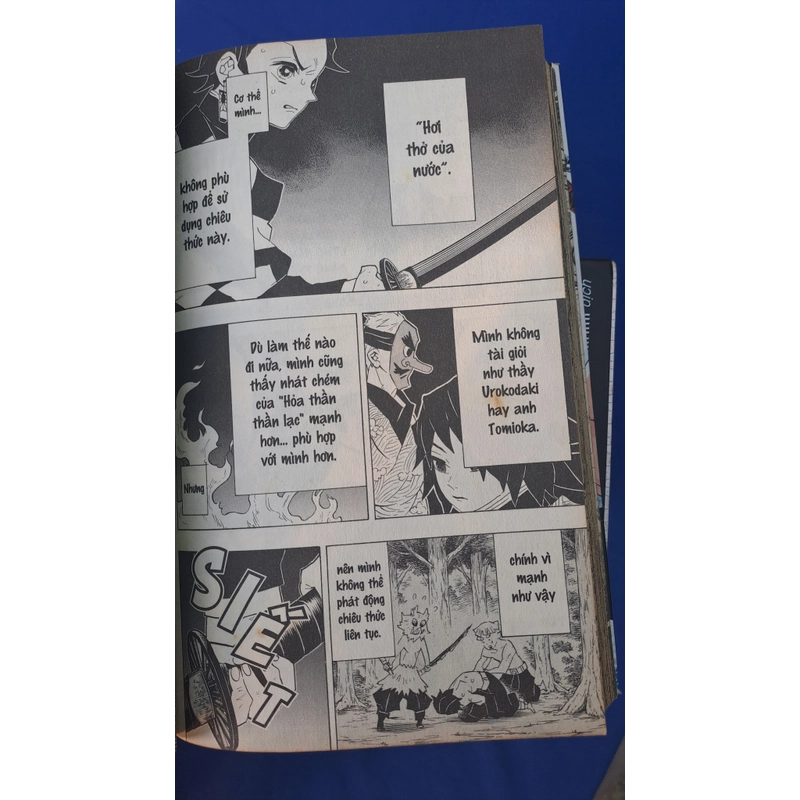 "Hơi
thở của
nước".
Cơ thể
mình...
không phù
hợp để sử
dụng chiêu
thức này.
Mình không
tài giỏi
như thầy
Urokodaki
hay anh
Tomioka.
Dù làm thế nào
đi nữa, mình cũng
thấy nhát chém
của "Hỏa thần
thần lạc" mạnh
hơn... phù hợp
với mình hơn.
Nhưng
chính vì
mạnh
như vậy
nên mình
không thể
phát động
chiêu thức
liên tục.
SIẾT
dịch